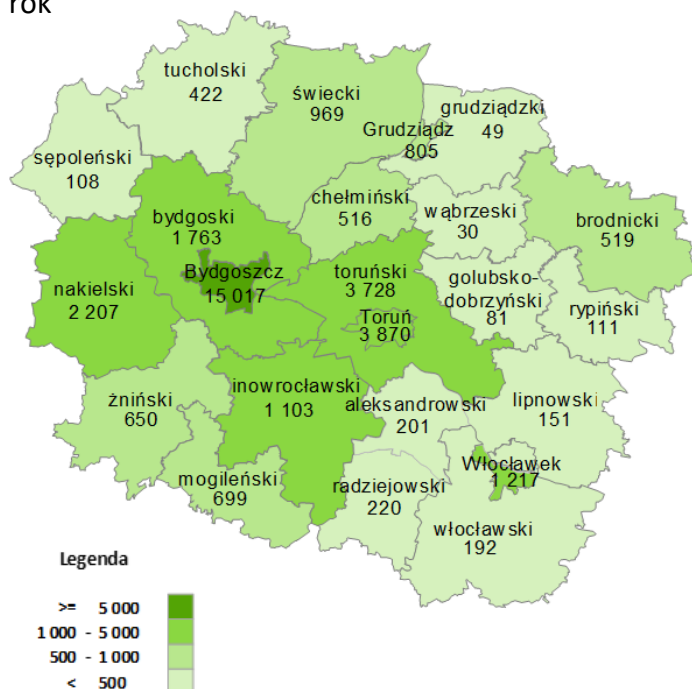 rok
tucholski
422
świecki
969
grudziądzki
49
Grudziądz
805
sępoleński
108
chełmiński
516
wąbrzeski
30
brodnicki
519
bydgoski
1 763
Bydgoszcz
15 017
toruński
3 728
golubsko-
dobrzyński
81
nakielski
2 207
rypiński
111
Toruń
3 870
żniński
650
inowrocławski
1 103
aleksandrowski
201
lipnowski
151
Włocławek
1 217
mogileński
699
radziejowski
220
włocławski
192
Legenda
>= 5 000
1 000 - 5 000
500 - 1 000
< 500